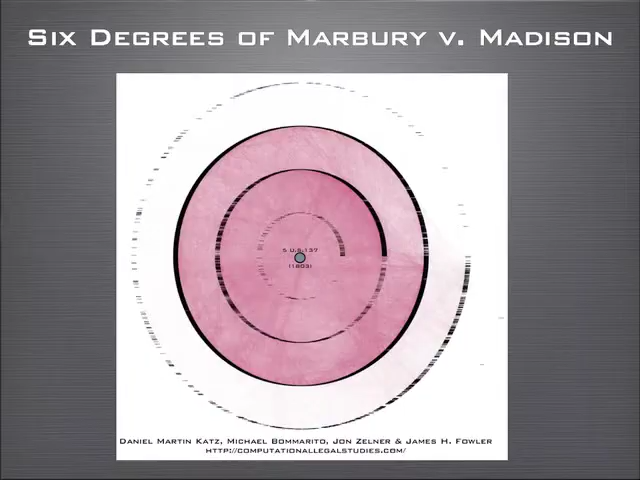 Six Degrees of Marbury v. Madison
5 U.S. 137
(1803)
Daniel Martin Katz, Michael Bommarito, Jon Zelner & James H. Fowler
http://computationallegalstudies.com/